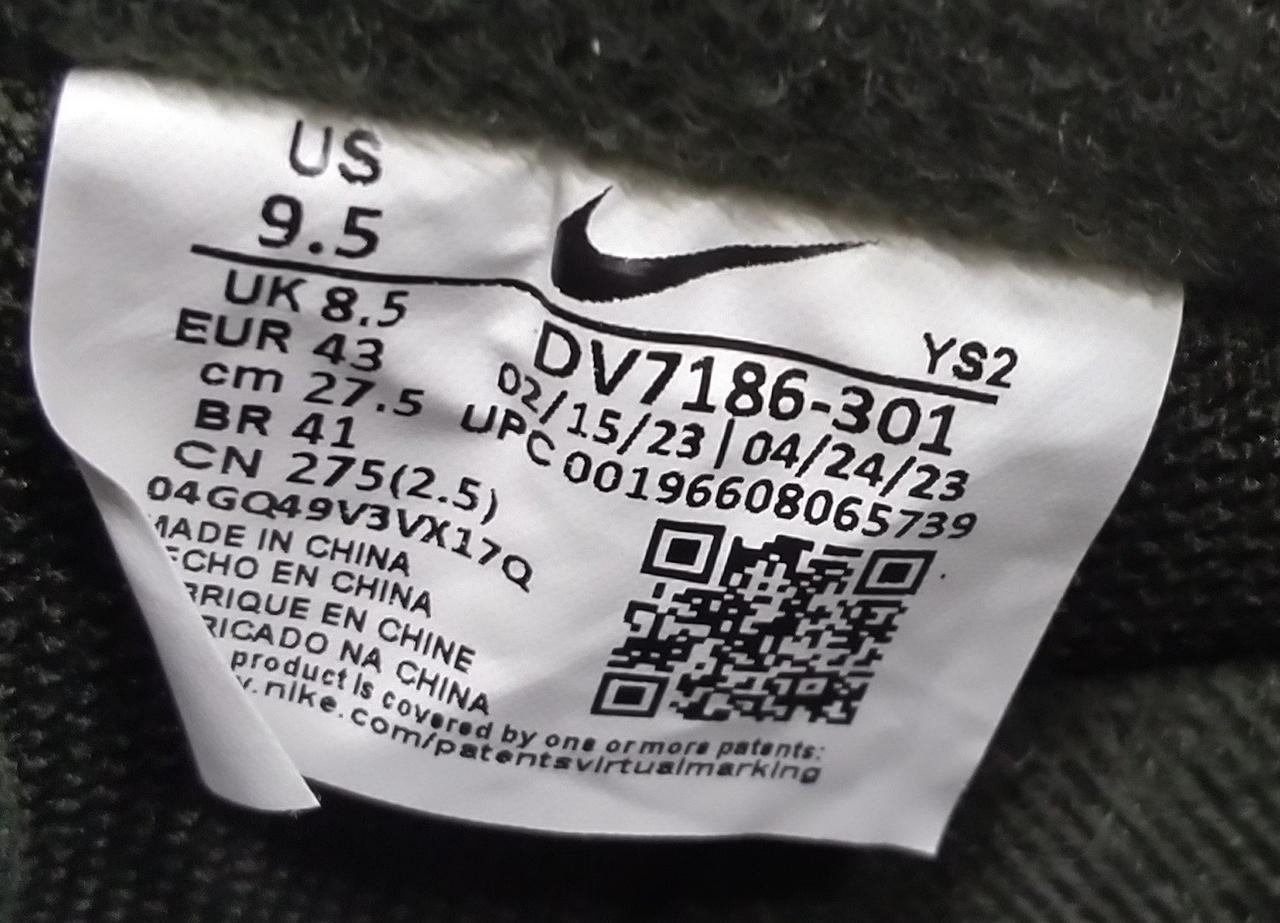 US
9.5
UK 8.5
EUR 43
cm 27.5
BR 41
CN 275(2.5)
04GQ49V3VX17Q
MADE IN CHINA
ECHO EN CHINA
RRIQUE EN CHINE
RICADO NA CHINA
product is covered by one or more patents:
.nike.com/patentsvirtualmarking
YS2
DV7186-301
02/15/23 | 04/24/23
UPC 00196608065739